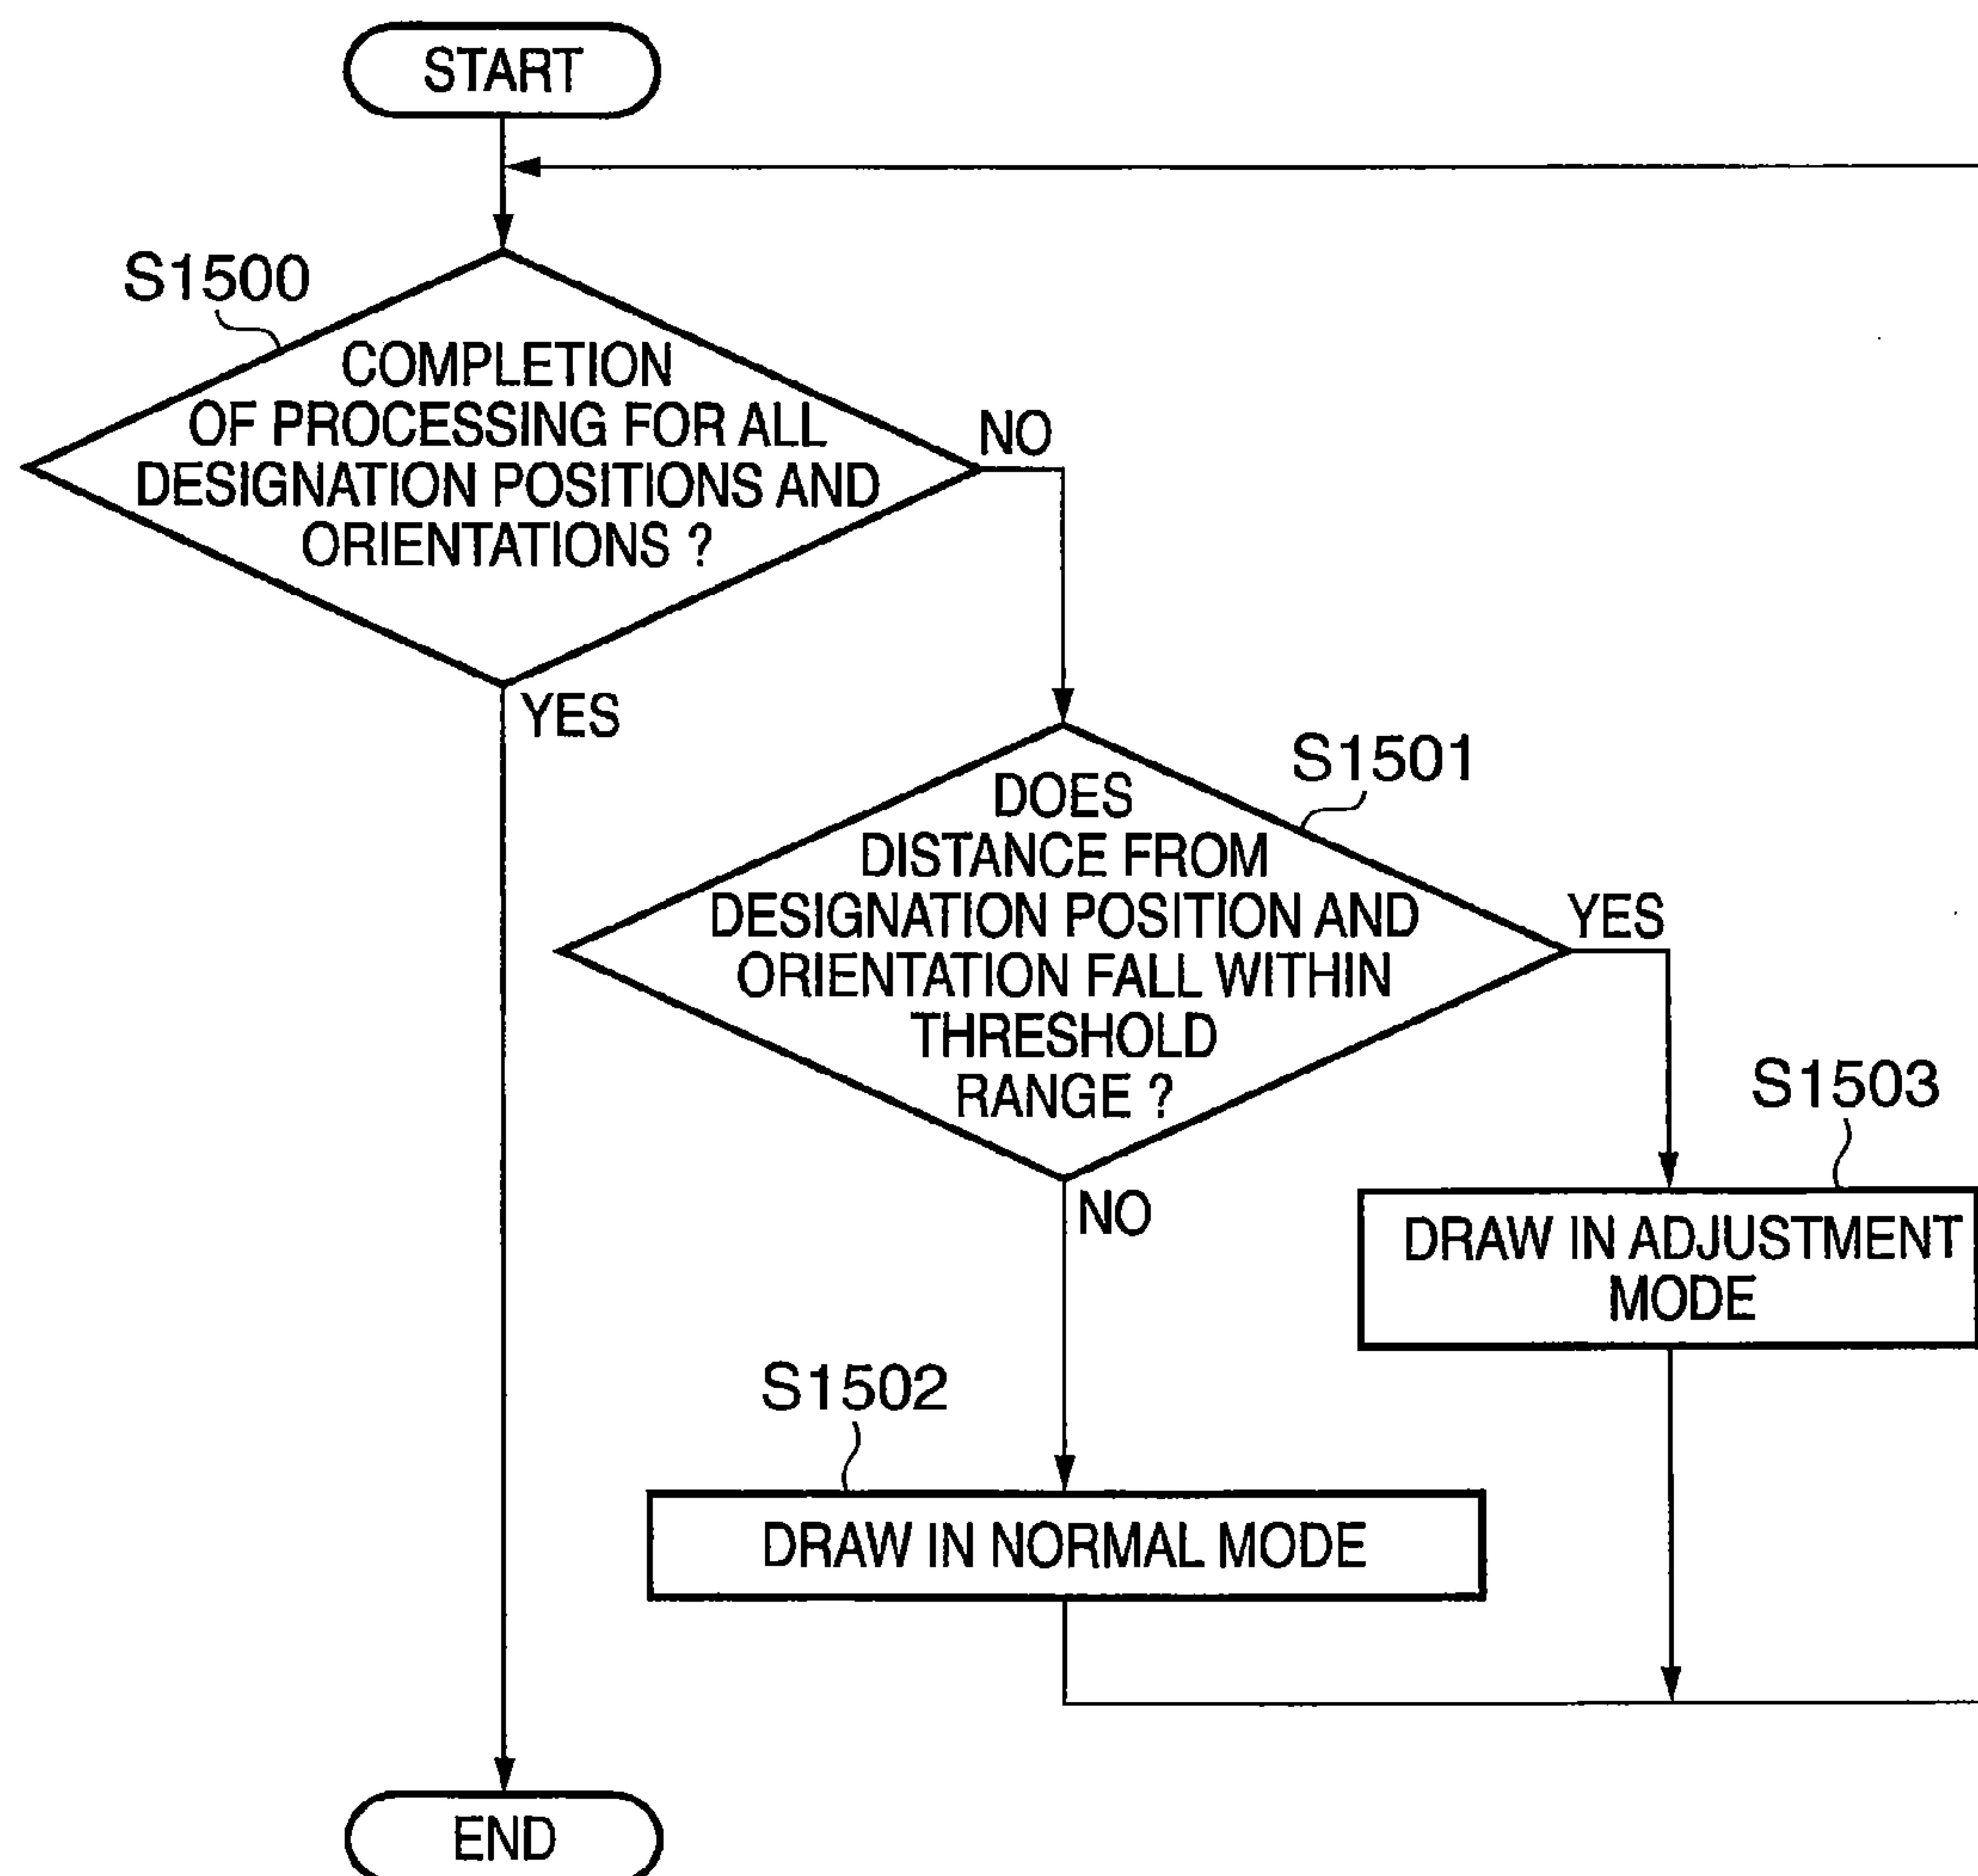 START
S1500
COMPLETION
OF PROCESSING FOR ALL
DESIGNATION POSITIONS AND
ORIENTATIONS ?
NO
YES
S1501
DOES
DISTANCE FROM
DESIGNATION POSITION AND
ORIENTATION FALL WITHIN
THRESHOLD
RANGE ?
YES
NO
S1503
DRAW IN ADJUSTMENT
MODE
S1502
DRAW IN NORMAL MODE
END